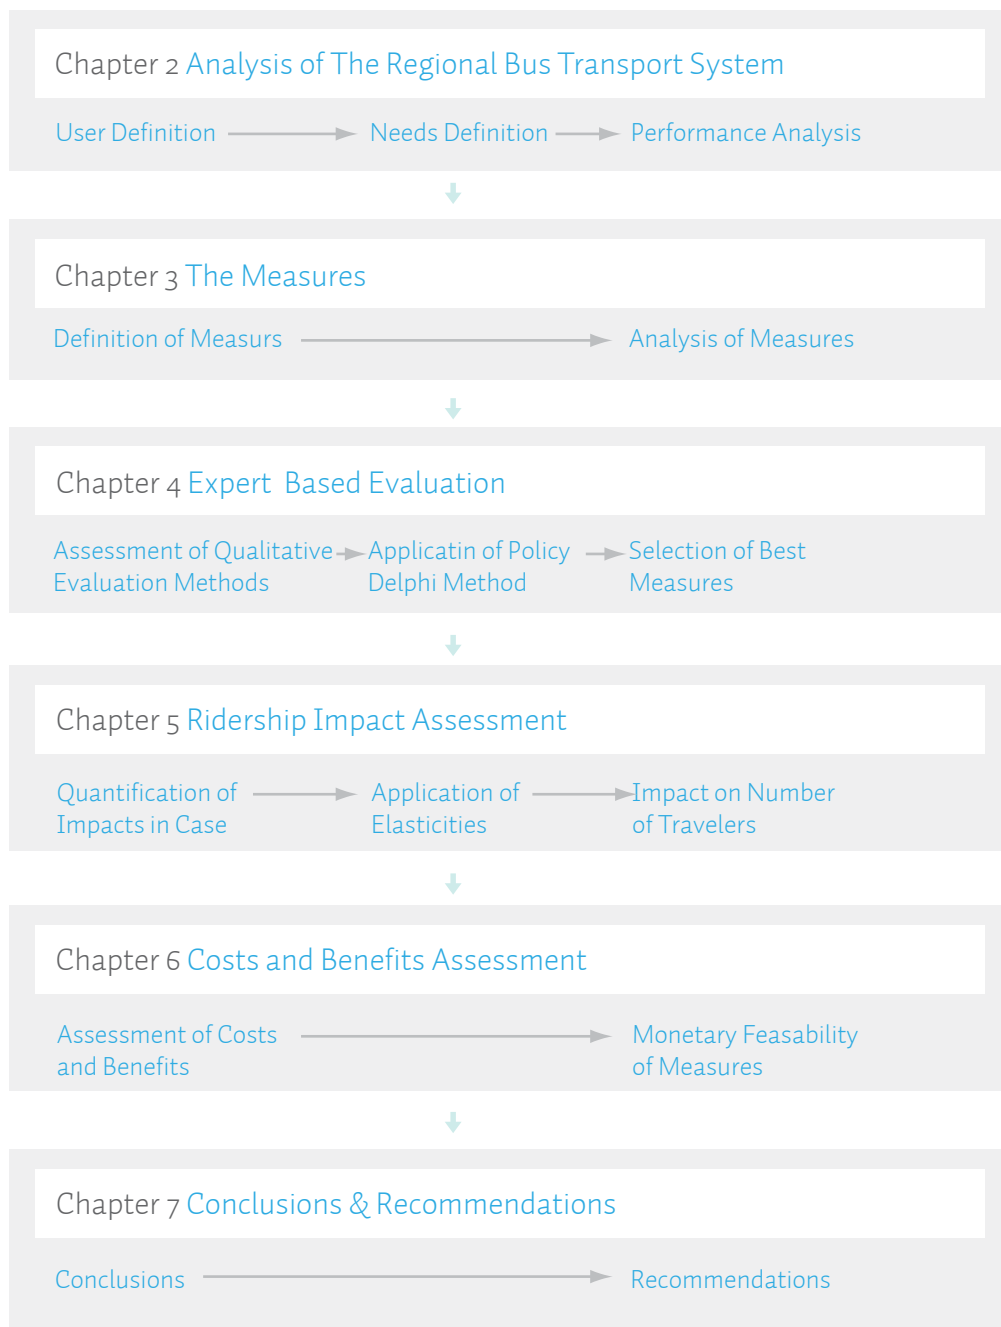 Chapter 2 Analysis of The Regional Bus Transport System
User Definition Needs Definition Performance Analysis
Chapter 3 The Measures
Definition of Measurs Analysis of Measures
Chapter 4 Expert Based Evaluation
Assessment of Qualitative Applicatin of Policy Selection of Best
Evaluation Methods Delphi Method Measures
Chapter 5 Ridership Impact Assessment
Quantification of Application of Impact on Number
Impacts in Case Elasticities of Travelers
Chapter 6 Costs and Benefits Assessment
Assessment of Costs Monetary Feasability
and Benefits of Measures
Chapter 7 Conclusions & Recommendations
Conclusions Recommendations